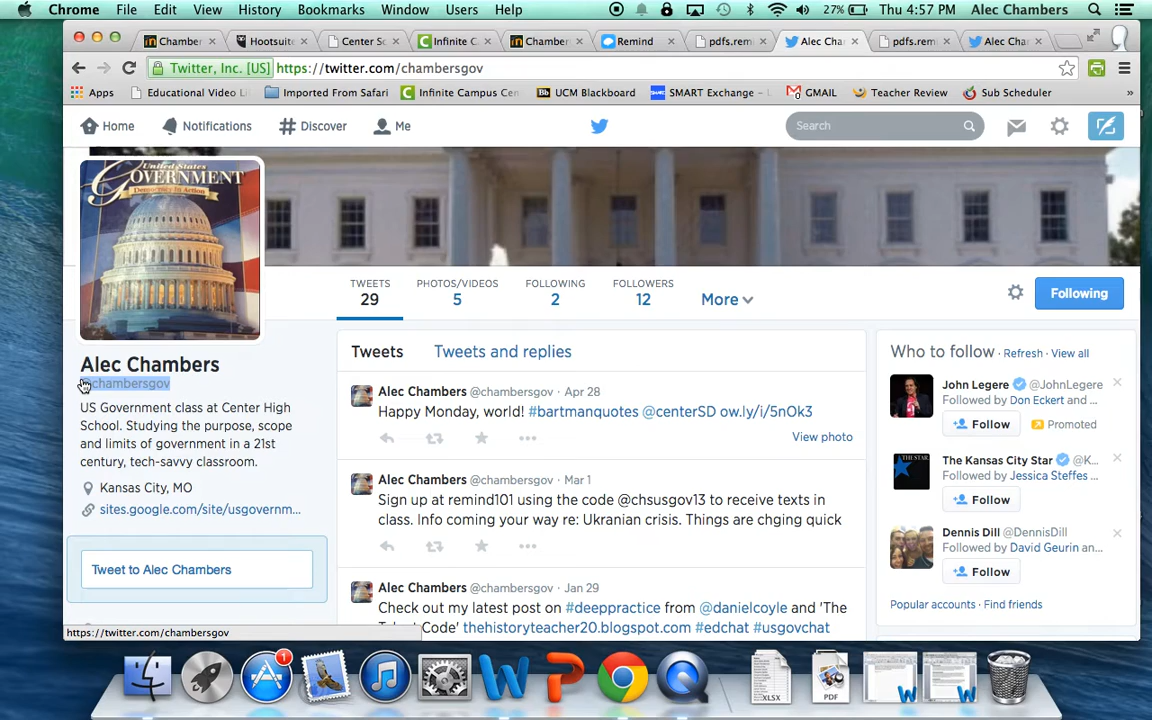 Chrome File Edit View History Bookmarks Window Users Help 27% Thu 4:57 PM Alec Chambers
Chamber Hootsuite Center Sc Infinite C Chamber Remind pdfs.rem Alec Cha pdfs.rem Alec Cha
Twitter, Inc. [US] https://twitter.com/chambersgov
Apps Educational Video Li Imported From Safari Infinite Campus Cen Bb UCM Blackboard SMART Exchange - L GMAIL Teacher Review Sub Scheduler »
Home Notifications # Discover Me Search
United States
GOVERNMENT
Democracy In Action
TWEETS PHOTOS/VIDEOS FOLLOWING FOLLOWERS
29 5 2 12 More Following
Alec Chambers
@chambersgov
US Government class at Center High
School. Studying the purpose, scope
and limits of government in a 21st
century, tech-savvy classroom.
Kansas City, MO
sites.google.com/site/usgovernm...
Tweet to Alec Chambers
Tweets Tweets and replies
Alec Chambers @chambersgov · Apr 28
Happy Monday, world! #bartmanquotes @centerSD ow.ly/i/5nOk3
View photo
Alec Chambers @chambersgov · Mar 1
Sign up at remind101 using the code @chsusgov13 to receive texts in
class. Info coming your way re: Ukranian crisis. Things are chging quick
Alec Chambers @chambersgov · Jan 29
Check out my latest post on #deeppractice from @danielcoyle and 'The
Talent Code' thehistoryteacher20.blogspot.com #edchat #usgovchat
Who to follow · Refresh · View all
John Legere @JohnLegere
Followed by Don Eckert and ...
Follow Promoted
The Kansas City Star @K...
Followed by Jessica Steffes ...
Follow
THE STAR
Dennis Dill @DennisDill
Followed by David Geurin and...
Follow
Popular accounts · Find friends
https://twitter.com/chambersgov
1
XLSX PDF